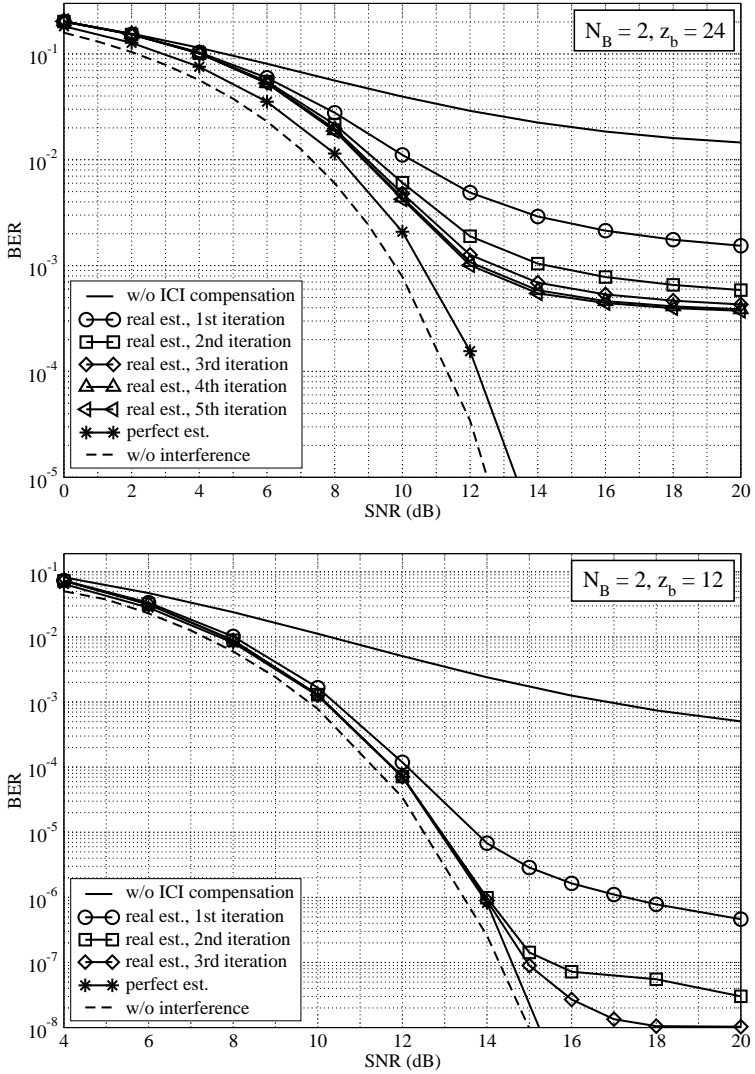 N_B = 2, z_b = 24
10^-1
10^-2
10^-3
10^-4
10^-5
BER
w/o ICI compensation
real est., 1st iteration
real est., 2nd iteration
real est., 3rd iteration
real est., 4th iteration
real est., 5th iteration
perfect est.
w/o interference
0 2 4 6 8 10 12 14 16 18 20
SNR (dB)
N_B = 2, z_b = 12
10^-1
10^-2
10^-3
10^-4
10^-5
10^-6
10^-7
10^-8
BER
w/o ICI compensation
real est., 1st iteration
real est., 2nd iteration
real est., 3rd iteration
perfect est.
w/o interference
4 6 8 10 12 14 16 18 20
SNR (dB)